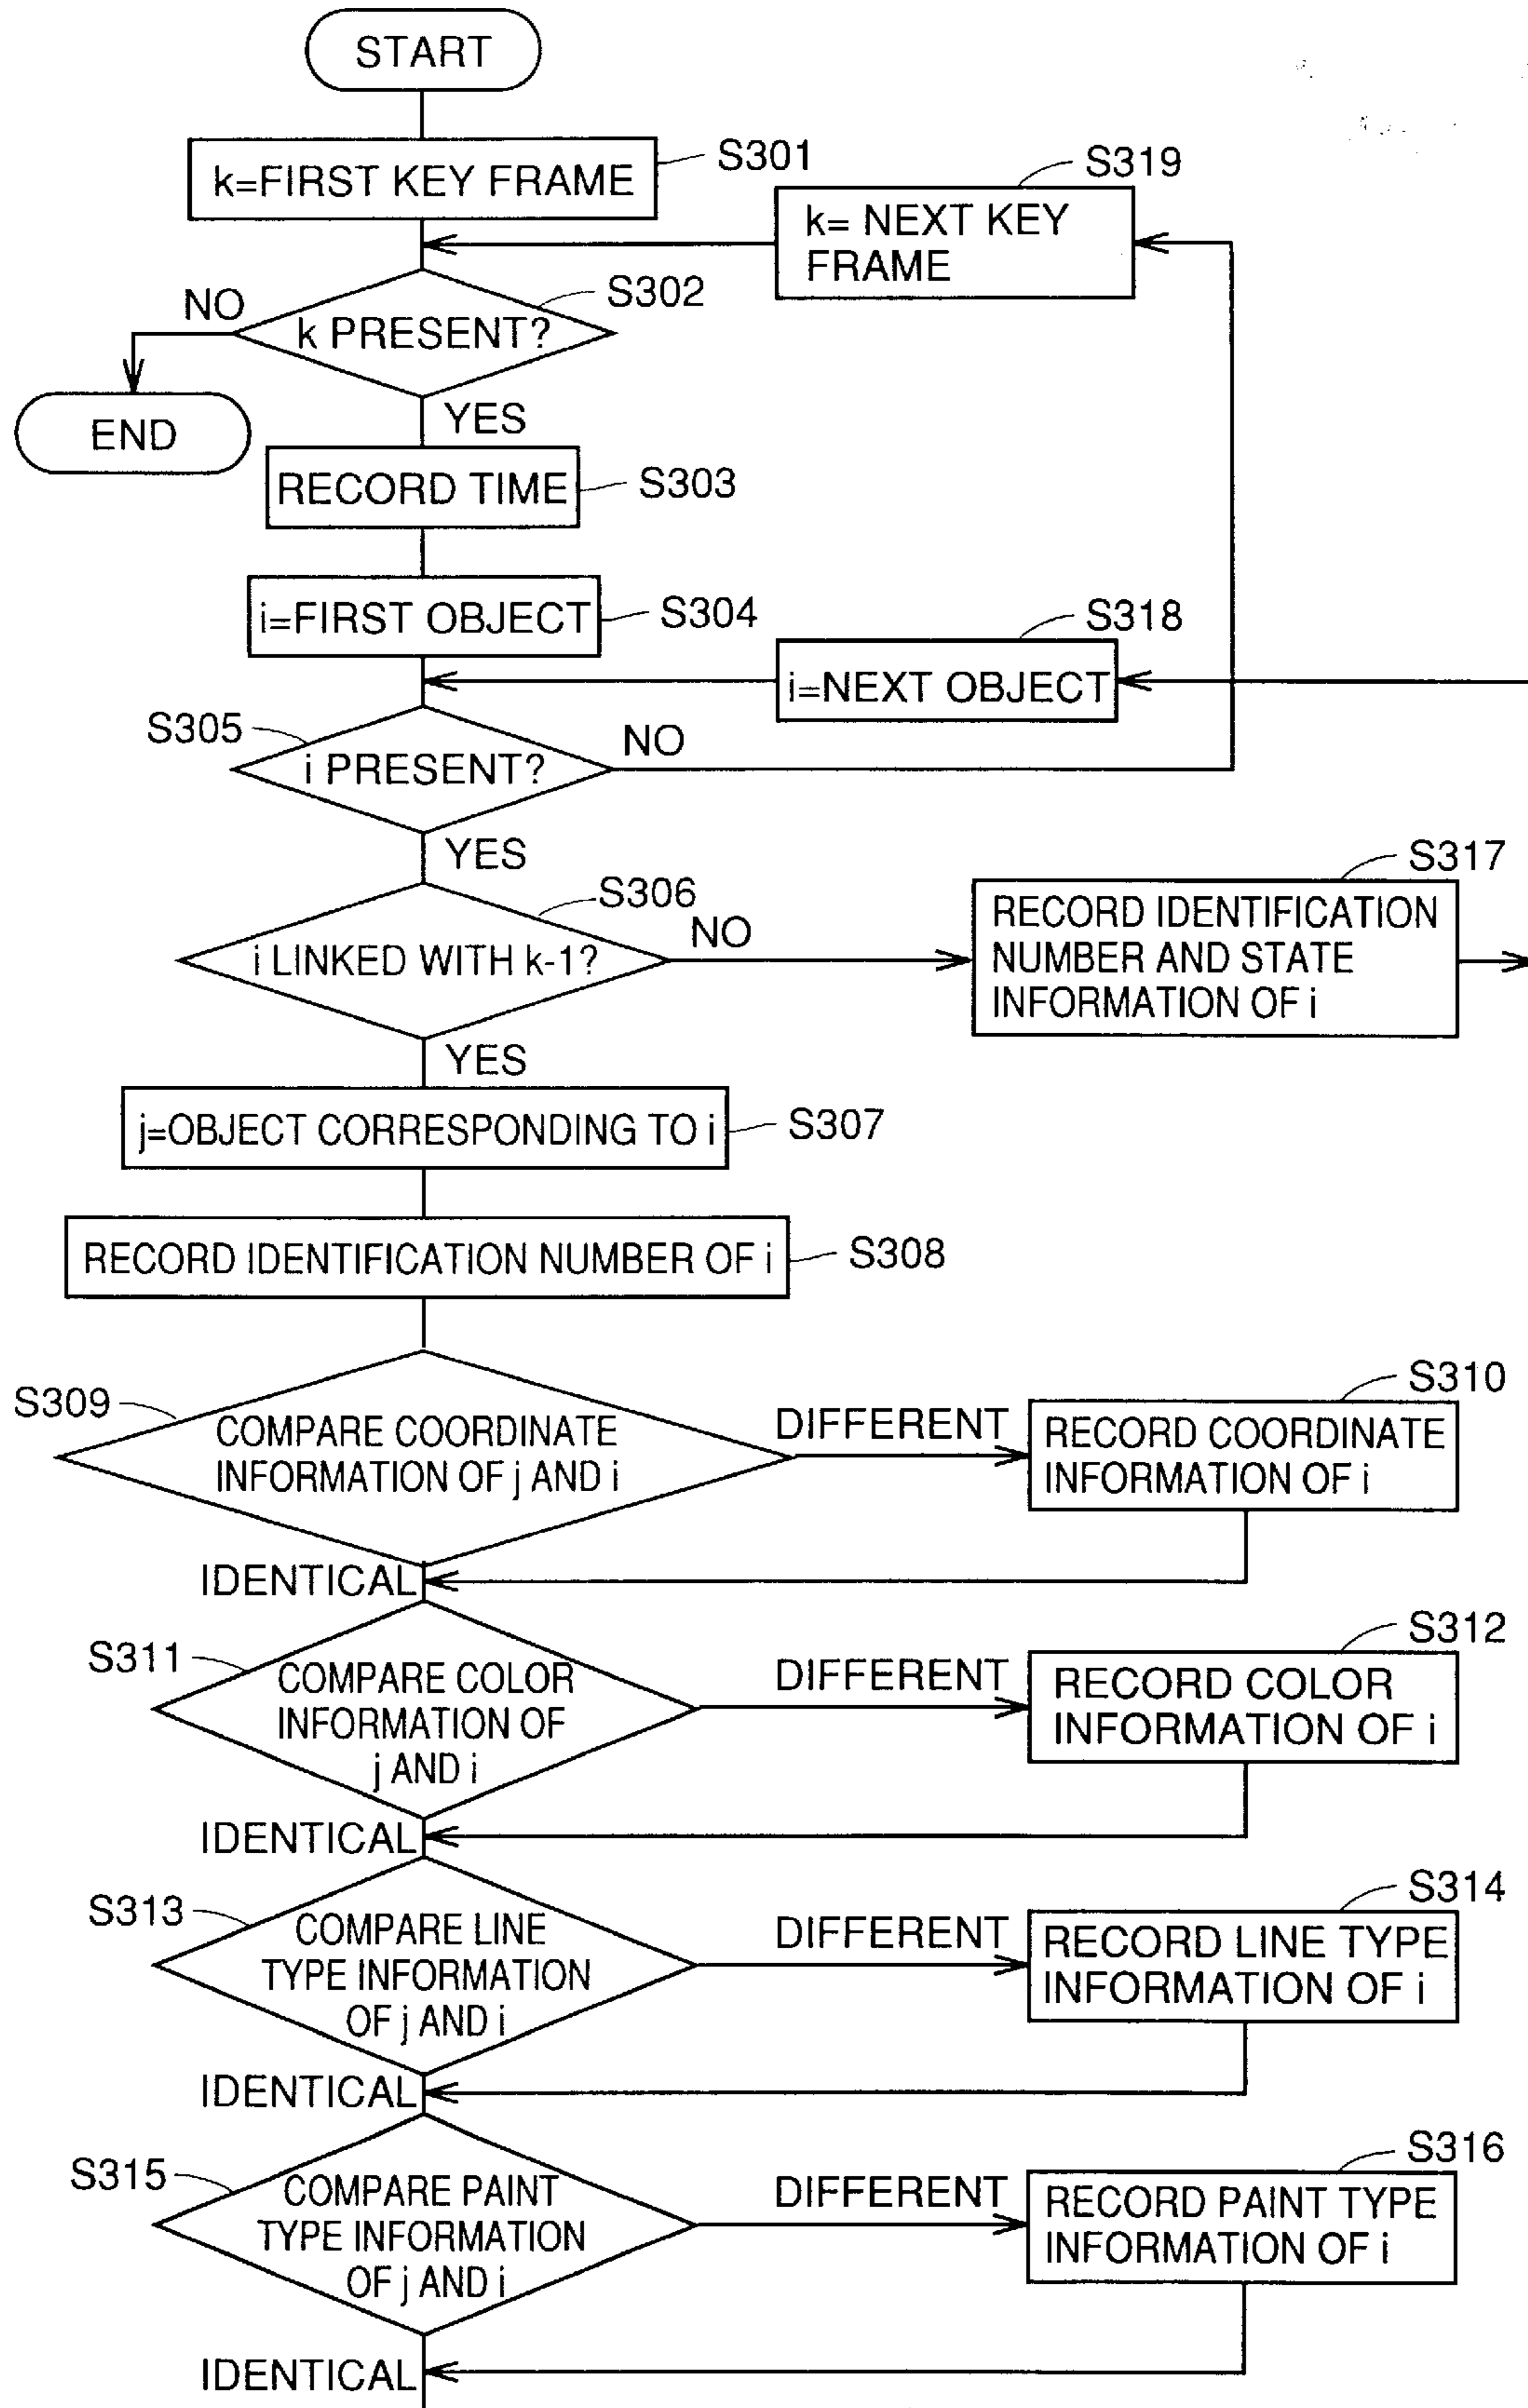 START
k=FIRST KEY FRAME
S301
S319
k= NEXT KEY
FRAME
NO
S302
k PRESENT?
END
YES
RECORD TIME
S303
i=FIRST OBJECT
S304
S318
i=NEXT OBJECT
S305
NO
i PRESENT?
YES
S306
S317
i LINKED WITH k-1?
NO
RECORD IDENTIFICATION
NUMBER AND STATE
INFORMATION OF i
YES
j=OBJECT CORRESPONDING TO i
S307
RECORD IDENTIFICATION NUMBER OF i
S308
S309
COMPARE COORDINATE
INFORMATION OF j AND i
DIFFERENT
S310
RECORD COORDINATE
INFORMATION OF i
IDENTICAL
S311
COMPARE COLOR
INFORMATION OF
j AND i
DIFFERENT
S312
RECORD COLOR
INFORMATION OF i
IDENTICAL
S313
COMPARE LINE
TYPE INFORMATION
OF j AND i
DIFFERENT
S314
RECORD LINE TYPE
INFORMATION OF i
IDENTICAL
S315
COMPARE PAINT
TYPE INFORMATION
OF j AND i
DIFFERENT
S316
RECORD PAINT TYPE
INFORMATION OF i
IDENTICAL